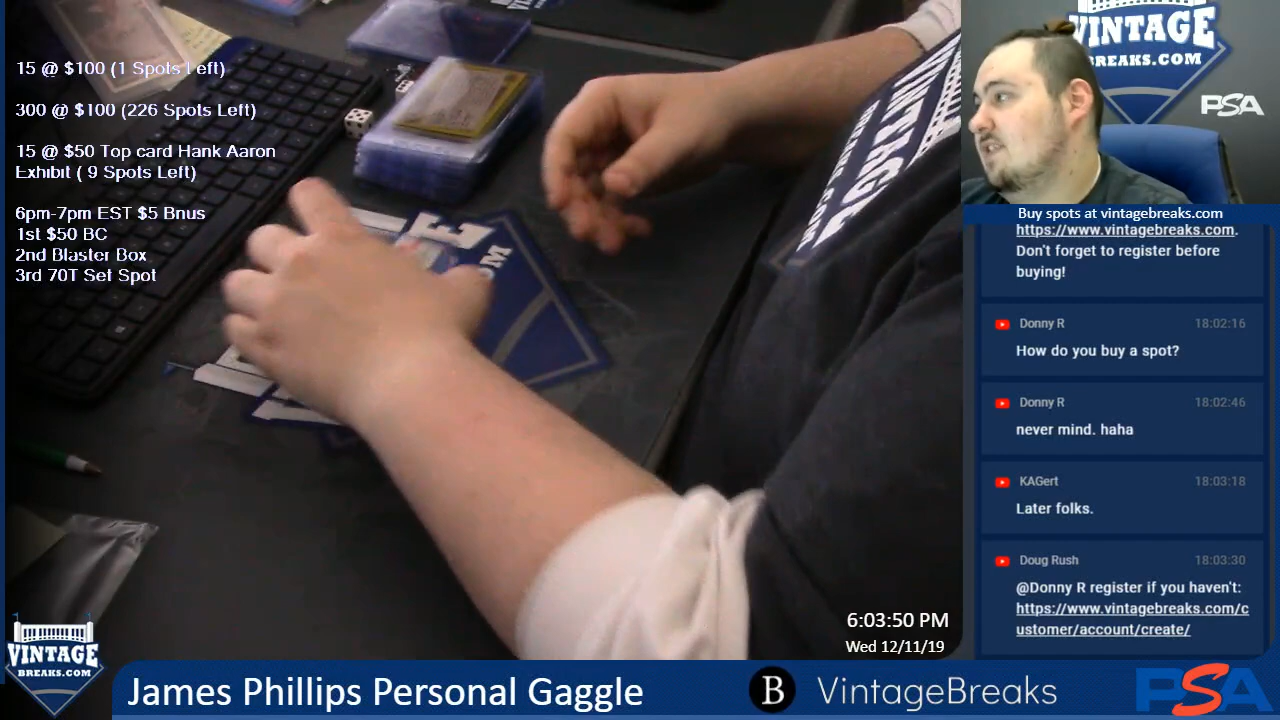 15 @ $100 (1 Spots Left)
300 @ $100 (226 Spots Left)
15 @ $50 Top card Hank Aaron
Exhibit ( 9 Spots Left)
6pm-7pm EST $5 Bnus
1st $50 BC
2nd Blaster Box
3rd 70T Set Spot
VINTAGE
BREAKS.COM
PSA
Buy spots at vintagebreaks.com
https://www.vintagebreaks.com.
Don't forget to register before
buying!
Donny R 18:02:16
How do you buy a spot?
Donny R 18:02:46
never mind. haha
KAGert 18:03:18
Later folks.
Doug Rush 18:03:30
@Donny R register if you haven't:
https://www.vintagebreaks.com/c
ustomer/account/create/
6:03:50 PM
Wed 12/11/19
VINTAGE
BREAKS.COM
James Phillips Personal Gaggle
B VintageBreaks
PSA